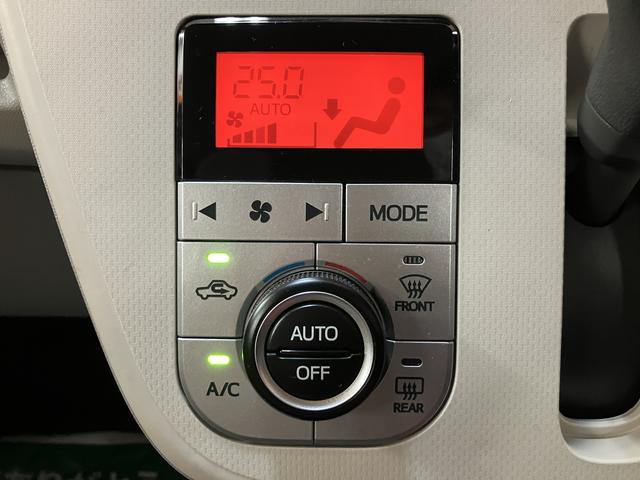 25.0
AUTO
MODE
FRONT
AUTO
OFF
A/C
REAR